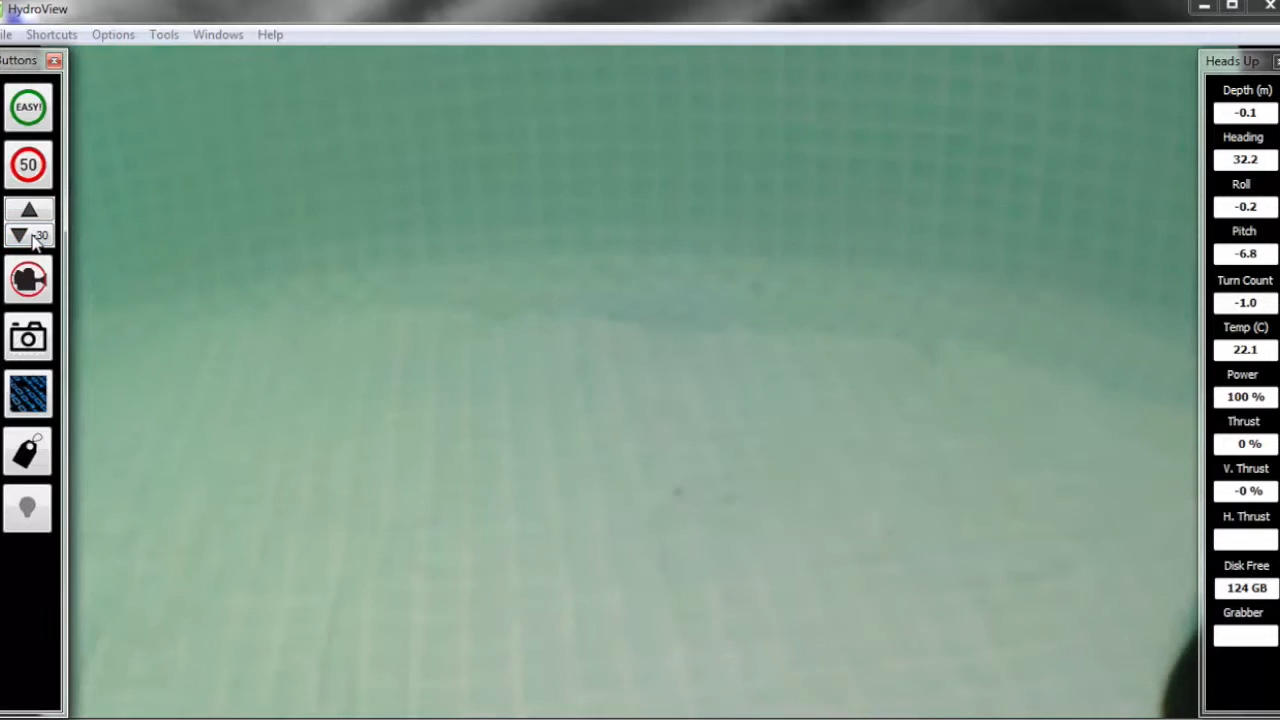 HydroView
ile Shortcuts Options Tools Windows Help
Buttons
EASY!
50
-30
Heads Up
Depth (m)
-0.1
Heading
32.2
Roll
-0.2
Pitch
-6.8
Turn Count
-1.0
Temp (C)
22.1
Power
100 %
Thrust
0 %
V. Thrust
-0 %
H. Thrust
Disk Free
124 GB
Grabber